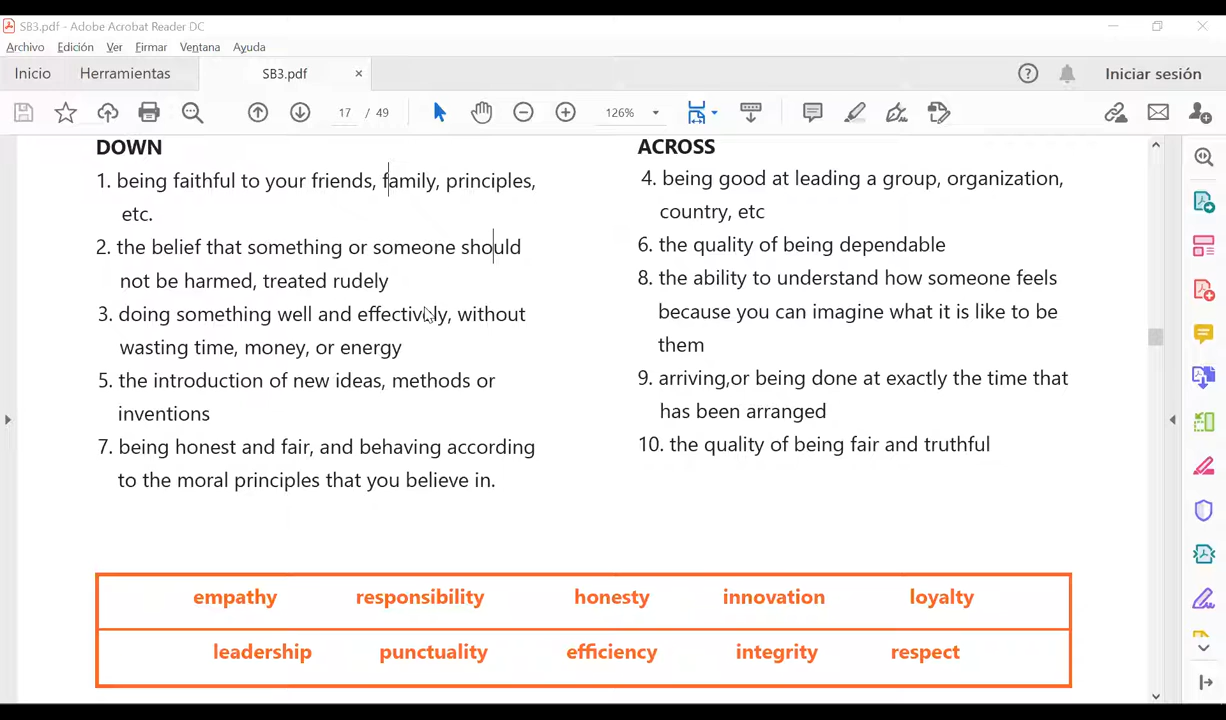 SB3.pdf - Adobe Acrobat Reader DC
Archivo Edición Ver Firmar Ventana Ayuda
Inicio Herramientas SB3.pdf × Iniciar sesión
17 / 49 126%
DOWN
1. being faithful to your friends, family, principles,
etc.
2. the belief that something or someone should
not be harmed, treated rudely
3. doing something well and effectively, without
wasting time, money, or energy
5. the introduction of new ideas, methods or
inventions
7. being honest and fair, and behaving according
to the moral principles that you believe in.
ACROSS
4. being good at leading a group, organization,
country, etc
6. the quality of being dependable
8. the ability to understand how someone feels
because you can imagine what it is like to be
them
9. arriving,or being done at exactly the time that
has been arranged
10. the quality of being fair and truthful
empathy responsibility honesty innovation loyalty
leadership punctuality efficiency integrity respect